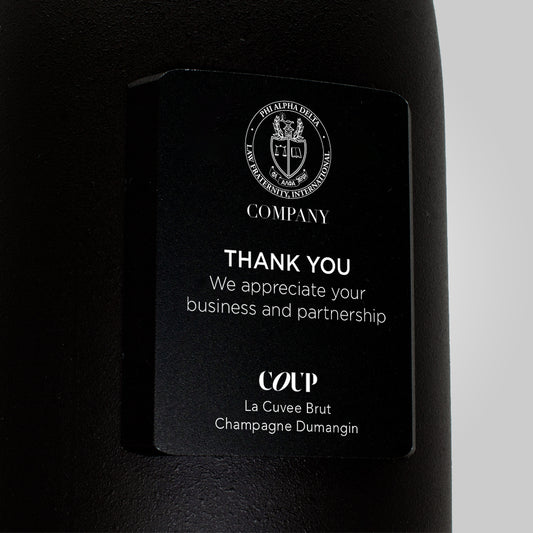 PHI ALPHA DELTA
LAW FRATERNITY, INTERNATIONAL
COMPANY
THANK YOU
We appreciate your
business and partnership
COUP
La Cuvee Brut
Champagne Dumangin